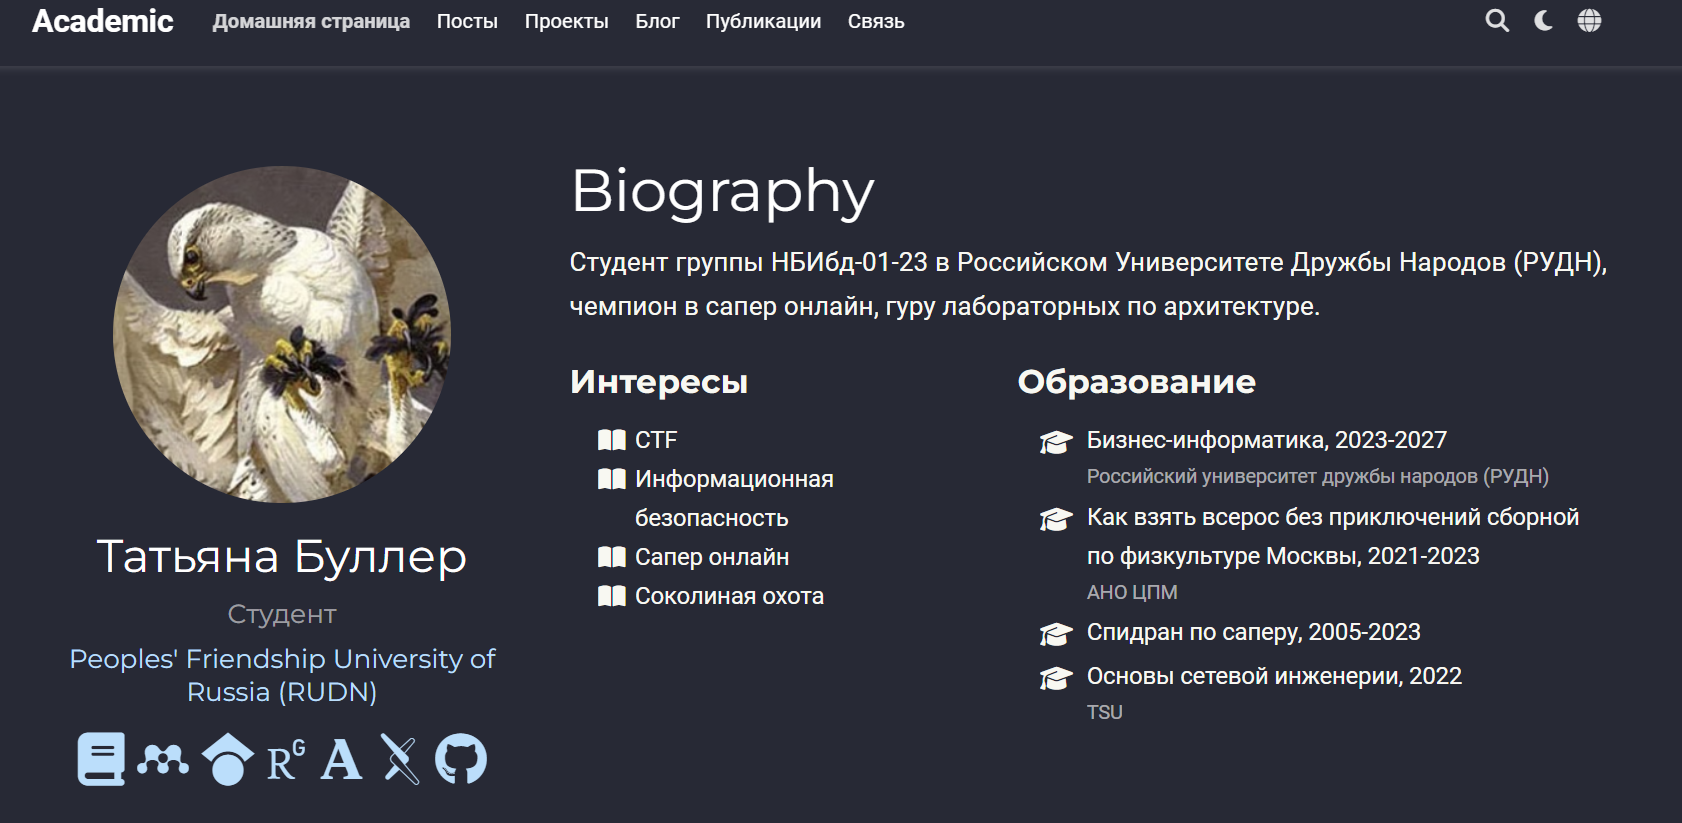 Academic Домашняя страница Посты Проекты Блог Публикации Связь
Татьяна Буллер
Студент
Peoples' Friendship University of
Russia (RUDN)
Biography
Студент группы НБИбд-01-23 в Российском Университете Дружбы Народов (РУДН),
чемпион в сапер онлайн, гуру лабораторных по архитектуре.
Интересы
CTF
Информационная
безопасность
Сапер онлайн
Соколиная охота
Образование
Бизнес-информатика, 2023-2027
Российский университет дружбы народов (РУДН)
Как взять всерос без приключений сборной
по физкультуре Москвы, 2021-2023
АНО ЦПМ
Спидран по саперу, 2005-2023
Основы сетевой инженерии, 2022
TSU